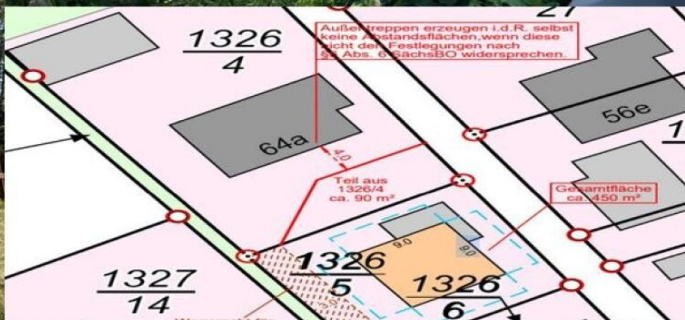 27
Außentreppen erzeugen i.d.R. selbst
keine Abstandsflächen,wenn diese
nicht den Festlegungen nach
Abs. 6 SächsBO widersprechen.
1326
4
64a
56e
4.0
Teil aus
1326/4
ca. 90 m²
Gesamtfläche
ca. 450 m²
9.0
9.0
1326
5
1326
6
1327
14
3.0